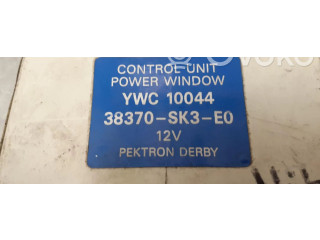 CONTROL UNIT
POWER WINDOW
YWC 10044
38370-SK3-E0
12V
PEKTRON DERBY